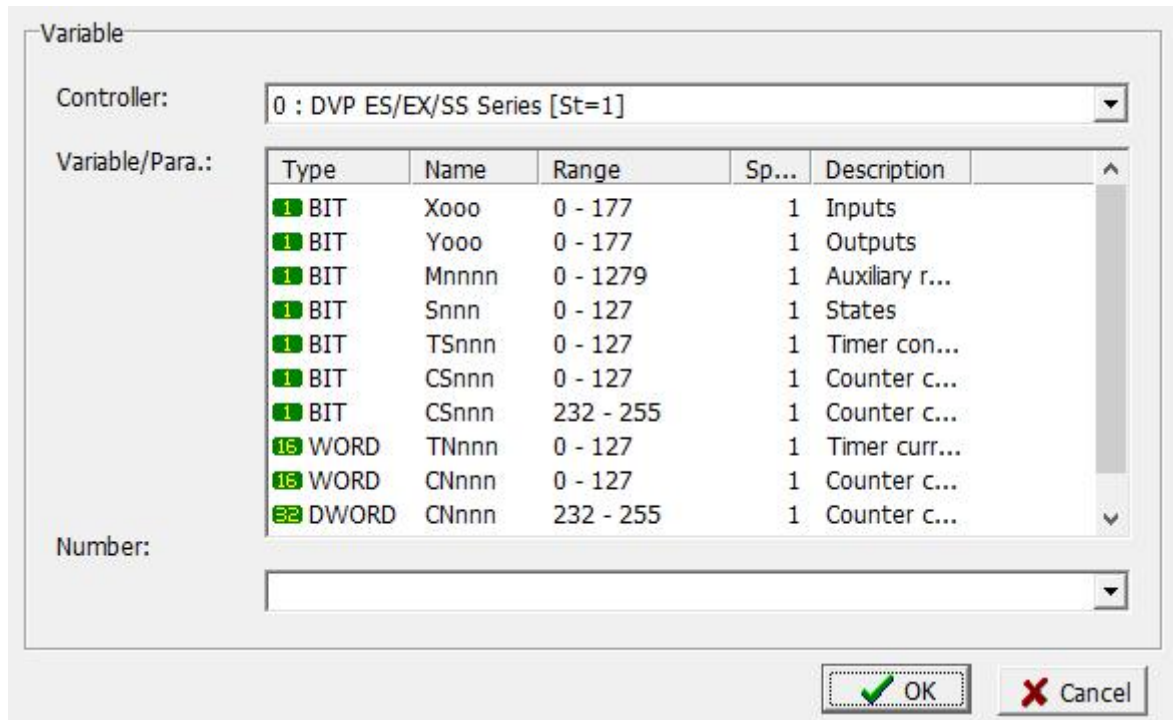 Variable
Controller: 0 : DVP ES/EX/SS Series [St=1]
Variable/Para.: Type Name Range Sp... Description
1 BIT Xooo 0 - 177 1 Inputs
1 BIT Yooo 0 - 177 1 Outputs
1 BIT Mnnnn 0 - 1279 1 Auxiliary r...
1 BIT Snnn 0 - 127 1 States
1 BIT TSnnn 0 - 127 1 Timer con...
1 BIT CSnnn 0 - 127 1 Counter c...
1 BIT CSnnn 232 - 255 1 Counter c...
16 WORD TNnnn 0 - 127 1 Timer curr...
16 WORD CNnnn 0 - 127 1 Counter c...
32 DWORD CNnnn 232 - 255 1 Counter c...
Number:
OK Cancel